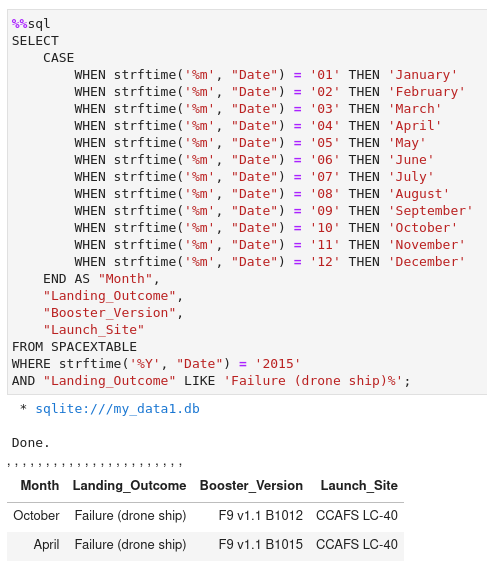 %%sql
SELECT
    CASE
        WHEN strftime('%m', "Date") = '01' THEN 'January'
        WHEN strftime('%m', "Date") = '02' THEN 'February'
        WHEN strftime('%m', "Date") = '03' THEN 'March'
        WHEN strftime('%m', "Date") = '04' THEN 'April'
        WHEN strftime('%m', "Date") = '05' THEN 'May'
        WHEN strftime('%m', "Date") = '06' THEN 'June'
        WHEN strftime('%m', "Date") = '07' THEN 'July'
        WHEN strftime('%m', "Date") = '08' THEN 'August'
        WHEN strftime('%m', "Date") = '09' THEN 'September'
        WHEN strftime('%m', "Date") = '10' THEN 'October'
        WHEN strftime('%m', "Date") = '11' THEN 'November'
        WHEN strftime('%m', "Date") = '12' THEN 'December'
    END AS "Month",
    "Landing_Outcome",
    "Booster_Version",
    "Launch_Site"
FROM SPACEXTABLE
WHERE strftime('%Y', "Date") = '2015'
AND "Landing_Outcome" LIKE 'Failure (drone ship)%';
 * sqlite:///my_data1.db
Done.
, , , , , , , , , , , , , , , , , , , , , , ,
Month Landing_Outcome Booster_Version Launch_Site
October Failure (drone ship) F9 v1.1 B1012 CCAFS LC-40
April Failure (drone ship) F9 v1.1 B1015 CCAFS LC-40